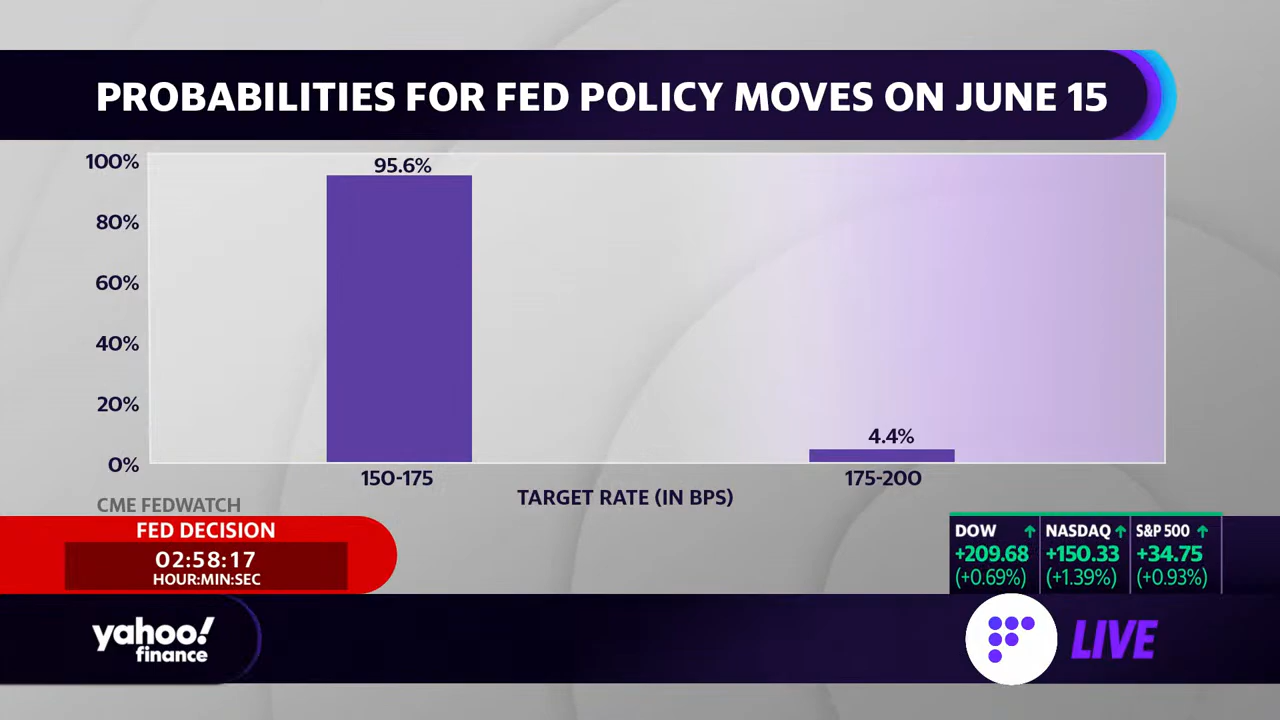 PROBABILITIES FOR FED POLICY MOVES ON JUNE 15
100%
80%
60%
40%
20%
0%
95.6%
4.4%
150-175
175-200
TARGET RATE (IN BPS)
CME FEDWATCH
FED DECISION
02:58:17
HOUR:MIN:SEC
DOW
+209.68
(+0.69%)
NASDAQ
+150.33
(+1.39%)
S&P 500
+34.75
(+0.93%)
yahoo!
finance
LIVE